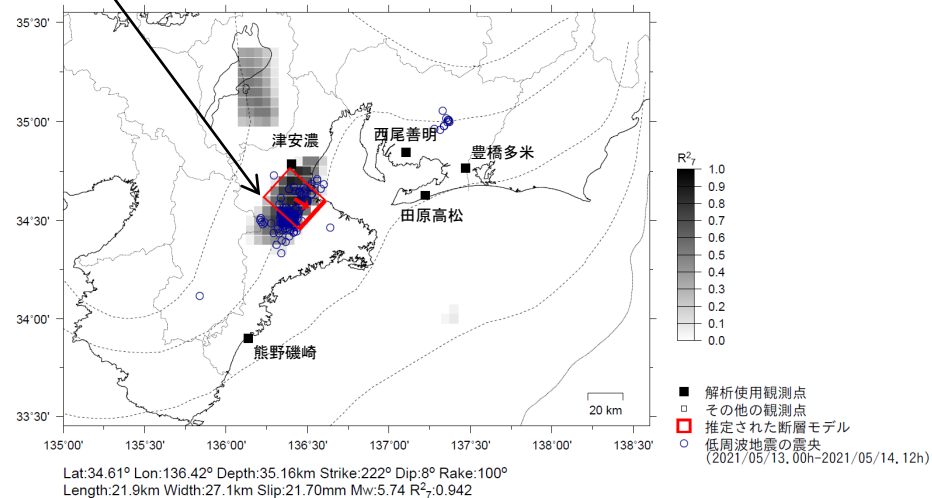 35°30'
35°00'
34°30'
34°00'
33°30'
135°00'
135°30'
136°00'
136°30'
137°00'
137°30'
138°00'
138°30'
津安濃
西尾善明
豊橋多米
田原高松
熊野磯崎
20 km
R²₇
1.0
0.9
0.8
0.7
0.6
0.5
0.4
0.3
0.2
0.1
0.0
解析使用観測点
その他の観測点
推定された断層モデル
低周波地震の震央
(2021/05/13,00h-2021/05/14,12h)
Lat:34.61º Lon:136.42º Depth:35.16km Strike:222º Dip:8º Rake:100º
Length:21.9km Width:27.1km Slip:21.70mm Mw:5.74 R²₇:0.942